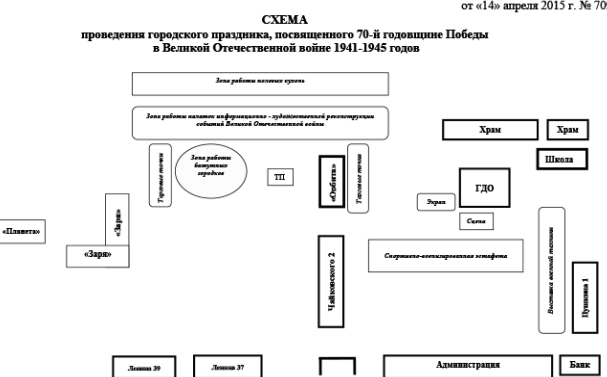 от «14» апреля 2015 г. № 709
СХЕМА
проведения городского праздника, посвященного 70-й годовщине Победы
в Великой Отечественной войне 1941-1945 годов
Зона работы полевых кухонь
Зона работы палаток информационно - художественной реконструкции
событий Великой Отечественной войны
Храм
Храм
Школа
Торговые точки
Зона работы
батутных
городков
ТП
«Орбита»
Торговые точки
ГДО
Экран
Сцена
«Планета»
«Заря»
«Заря»
Чайковского 2
Спортивно-военизированная эстафета
Выставка военной техники
Пушкина 1
Ленина 39
Ленина 37
Администрация
Банк